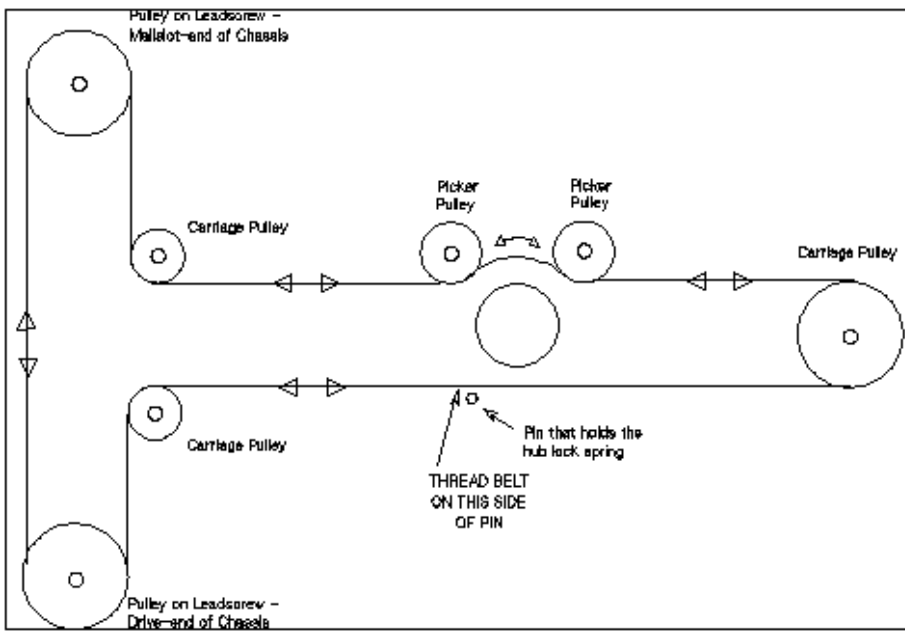 Pulley on Leadscrew -
Mailslot-end of Chassis
Picker
Pulley
Picker
Pulley
Carriage Pulley
Carriage Pulley
Pin that holds the
hub lock spring
Carriage Pulley
THREAD BELT
ON THIS SIDE
OF PIN
Pulley on Leadscrew -
Drive-end of Chassis